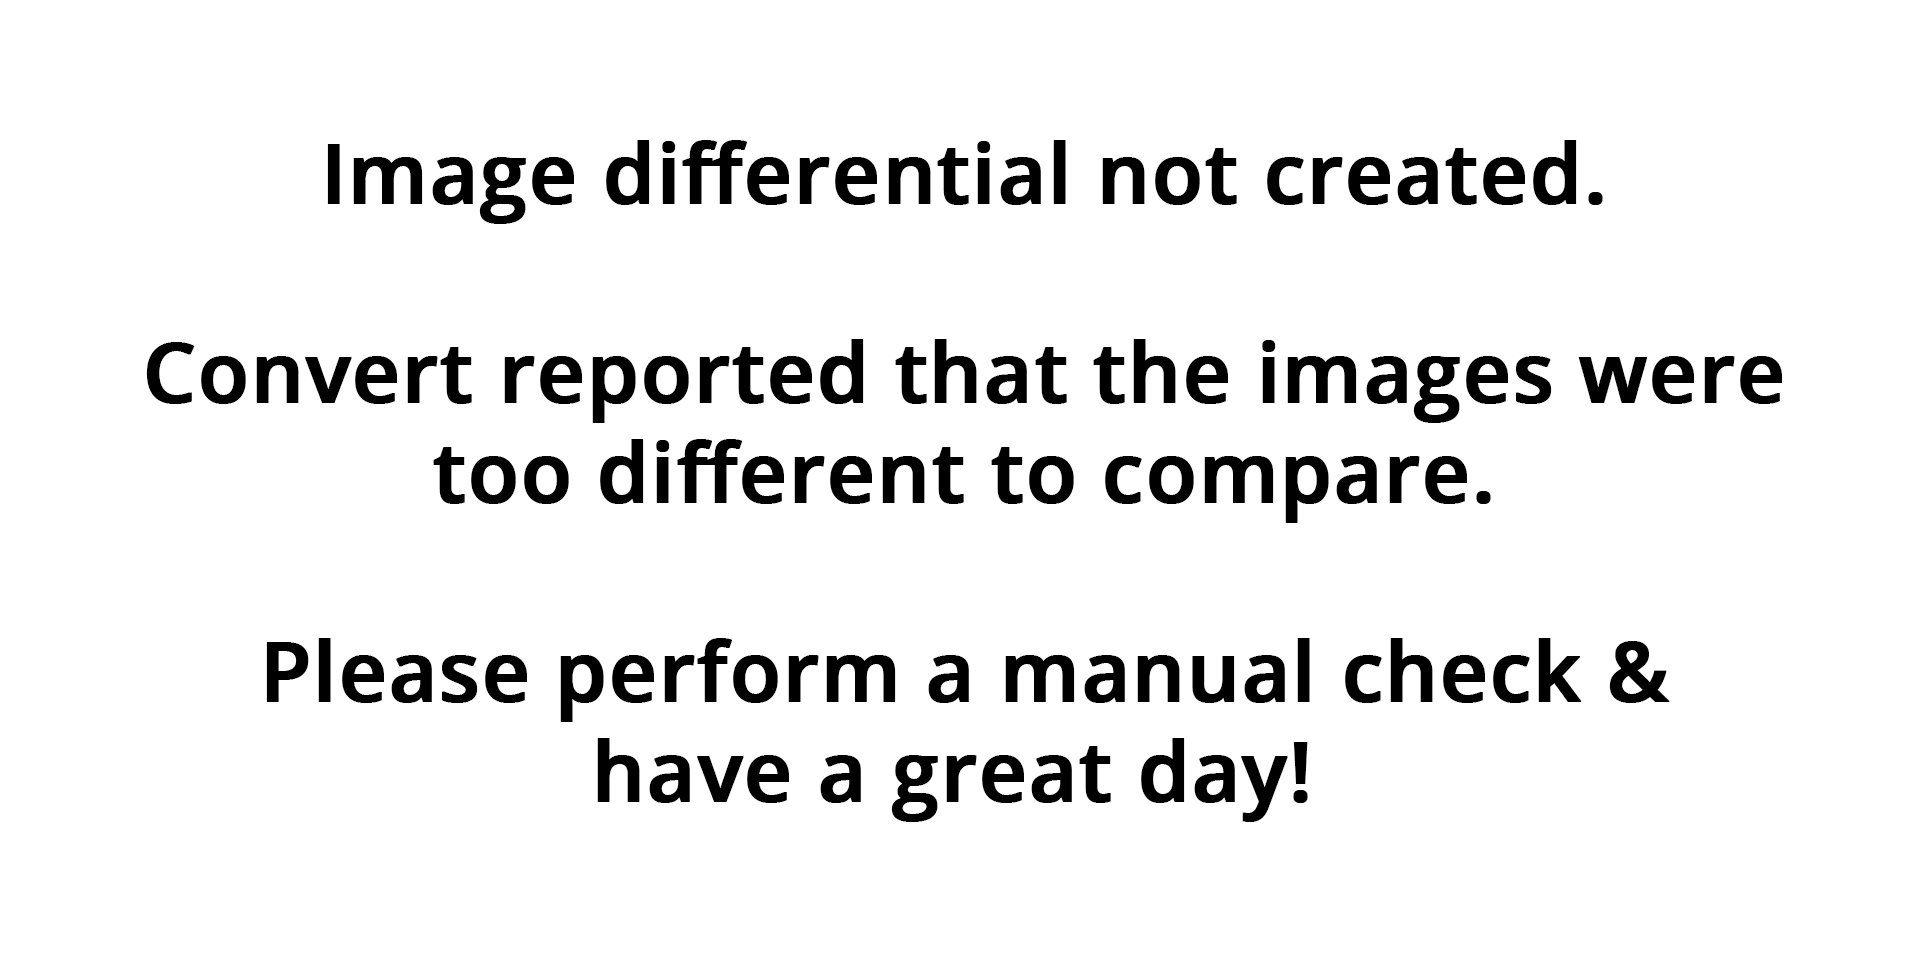 Image differential not created.
Convert reported that the images were
too different to compare.
Please perform a manual check &
have a great day!